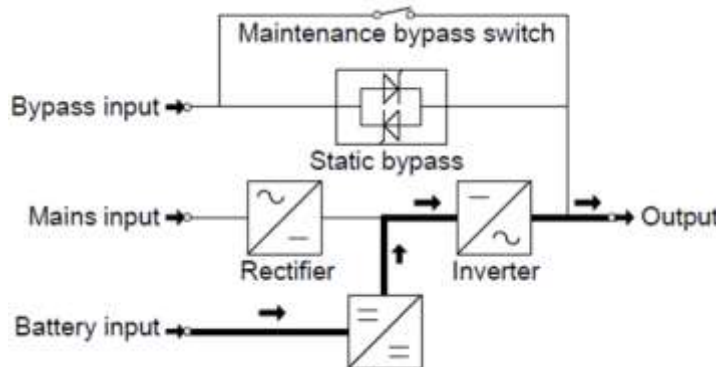 Maintenance bypass switch
Bypass input
Static bypass
Mains input
Output
Rectifier
Inverter
Battery input